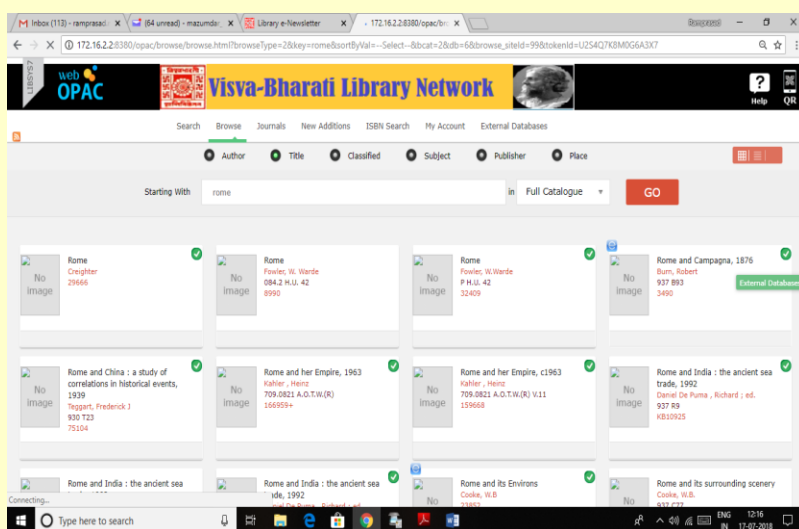 Inbox (113) - ramprasad.
(64 unread) - mazumdar
Library e-Newsletter
172.16.2.2:8380/opac/bro
Ramprasad
172.16.2.2:8380/opac/browse/browse.html?browseType=2&key=rome&sortByVal=--Select--&bcat=2&db=6&browse_siteId=99&tokenId=U2S4Q7K8M0G6A3X7
LIBSYS7
web
OPAC
Visva-Bharati Library Network
Help
QR
Search Browse Journals New Additions ISBN Search My Account External Databases
Author Title Classified Subject Publisher Place
Starting With rome in Full Catalogue GO
No image
Rome
Creighter
29666
No image
Rome
Fowler, W. Warde
084.2 H.U. 42
8990
No image
Rome
Fowler, W.Warde
P H.U. 42
32409
No image
Rome and Campagna, 1876
Burn, Robert
937 B93
3490
External Databases
No image
Rome and China : a study of
correlations in historical events,
1939
Teggart, Frederick J
930 T23
75104
No image
Rome and her Empire, 1963
Kahler , Heinz
709.0821 A.O.T.W.(R)
166959+
No image
Rome and her Empire, c1963
Kahler , Heinz
709.0821 A.O.T.W.(R) V.11
159668
No image
Rome and India : the ancient sea
trade, 1992
Daniel De Puma , Richard ; ed.
937 R9
KB10925
No
Rome and India : the ancient sea
No
Rome and India : the ancient sea
trade, 1992
No
Rome and its Environs
Cooke, W.B
23852
No
Rome and its surrounding scenery
Cooke, W.B.
937 C77
Connecting...
Type here to search
ENG
IN
12:16
17-07-2018